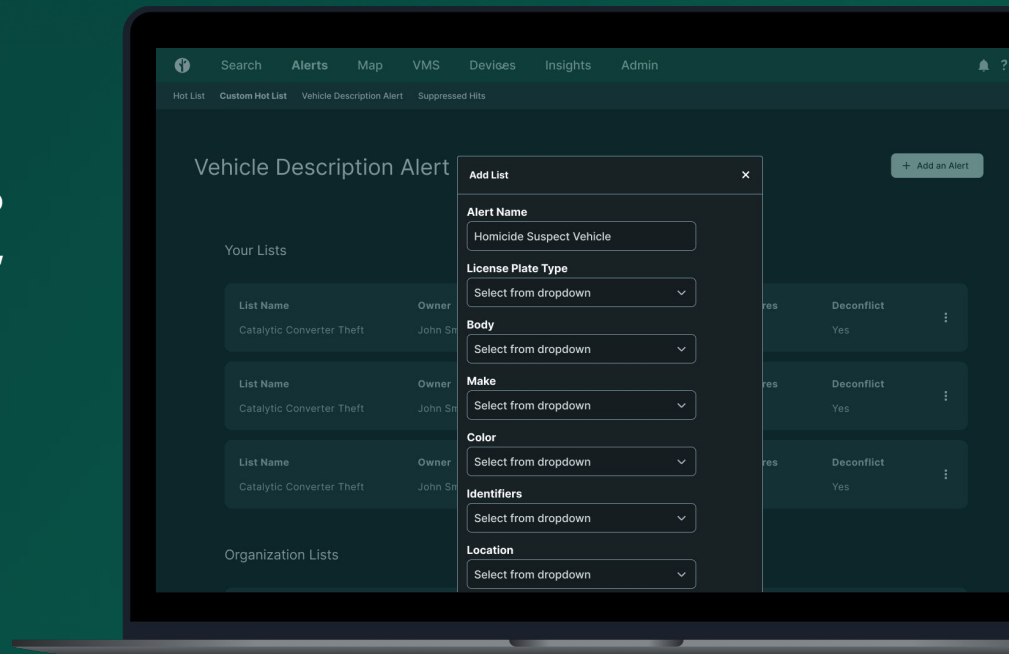 Search Alerts Map VMS Devices Insights Admin ?
Hot List Custom Hot List Vehicle Description Alert Suppressed Hits
Vehicle Description Alert
+ Add an Alert
Add List ×
Alert Name
Homicide Suspect Vehicle
License Plate Type
Select from dropdown
Body
Select from dropdown
Make
Select from dropdown
Color
Select from dropdown
Identifiers
Select from dropdown
Location
Select from dropdown
Your Lists
List Name Owner Deconflict
Catalytic Converter Theft John Yes
List Name Owner Deconflict
Catalytic Converter Theft John Yes
List Name Owner Deconflict
Catalytic Converter Theft John Yes
Organization Lists